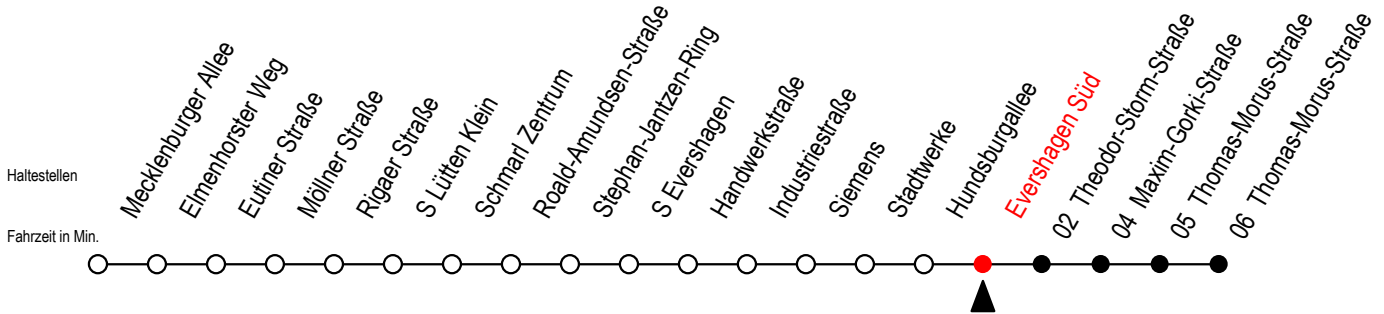 Haltestellen
Fahrzeit in Min.
Mecklenburger Allee
Elmenhorster Weg
Eutiner Straße
Möllner Straße
Rigaer Straße
S Lütten Klein
Schmarl Zentrum
Roald-Amundsen-Straße
Stephan-Jantzen-Ring
S Evershagen
Handwerkstraße
Industriestraße
Siemens
Stadtwerke
Hundsburgallee
Evershagen Süd
02 Theodor-Storm-Straße
04 Maxim-Gorki-Straße
05 Thomas-Morus-Straße
06 Thomas-Morus-Straße